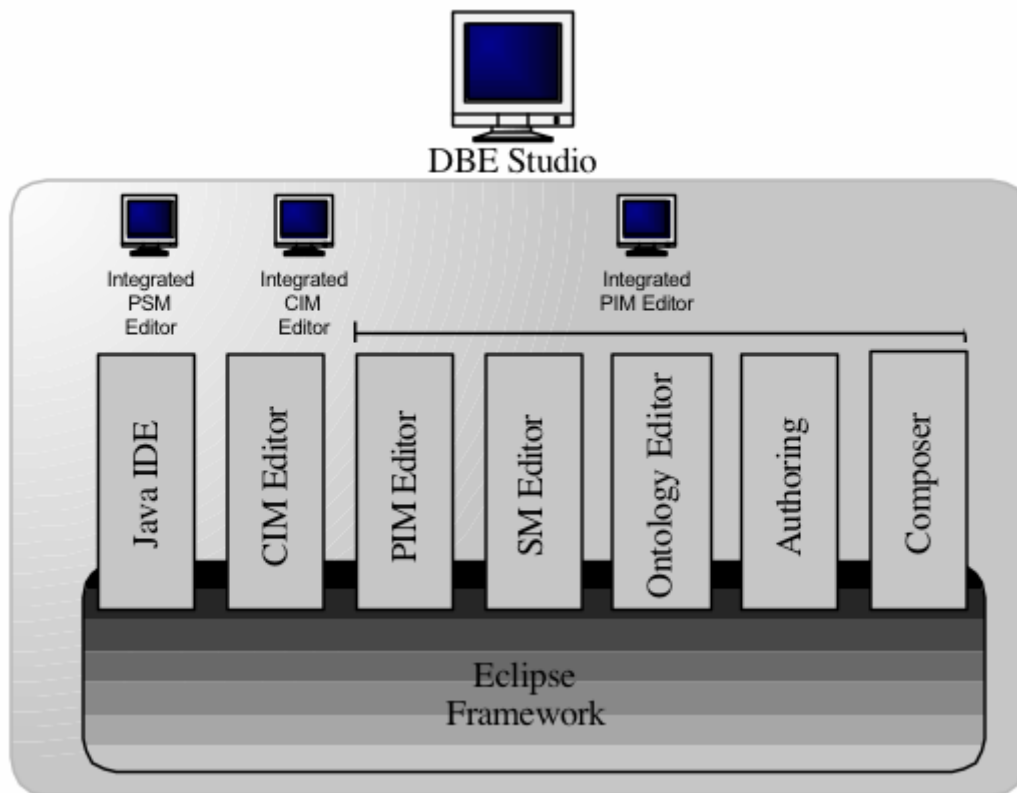 DBE Studio
Integrated
PSM
Editor
Integrated
CIM
Editor
Integrated
PIM Editor
Java IDE
CIM Editor
PIM Editor
SM Editor
Ontology Editor
Authoring
Composer
Eclipse
Framework